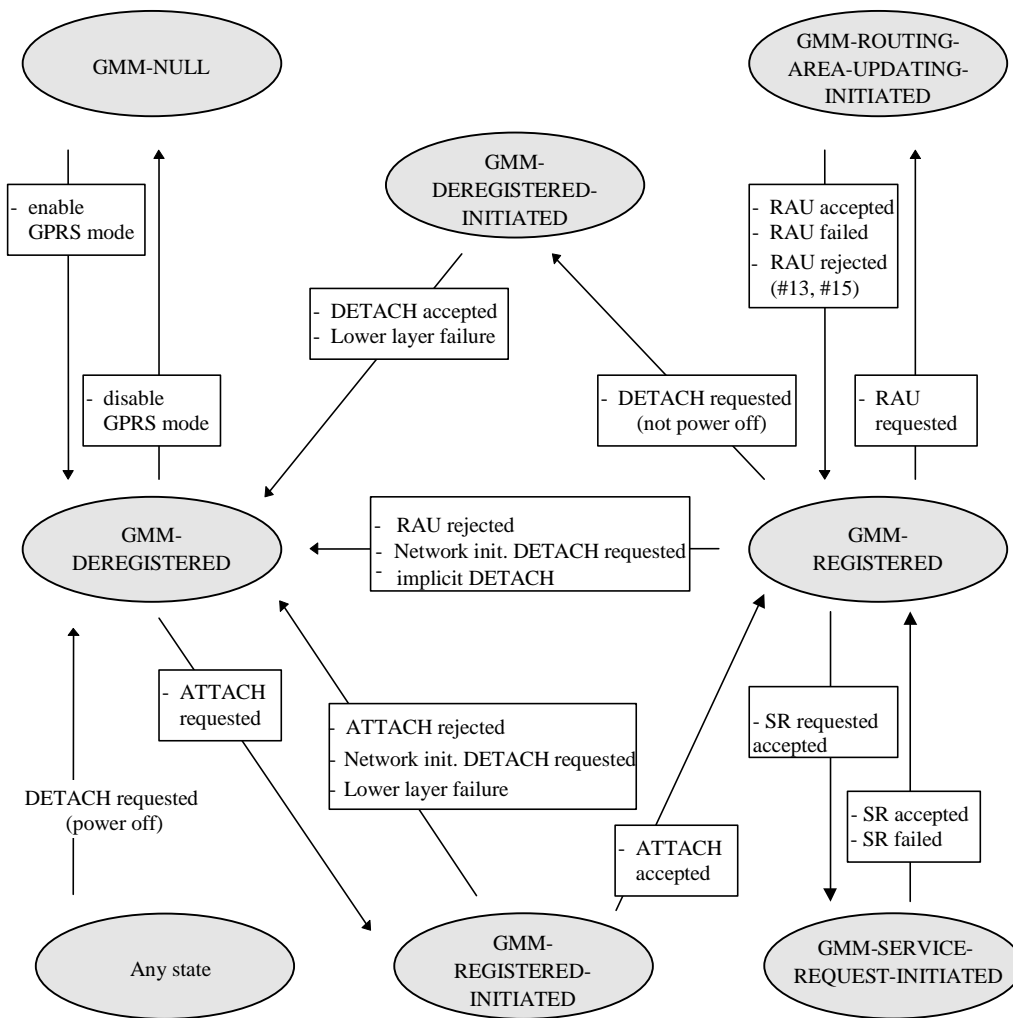 GMM-NULL
GMM-ROUTING-
AREA-UPDATING-
INITIATED
GMM-
DEREGISTERED-
INITIATED
- enable
GPRS mode
- RAU accepted
- RAU failed
- RAU rejected
(#13, #15)
- DETACH accepted
- Lower layer failure
- disable
GPRS mode
- DETACH requested
(not power off)
- RAU
requested
GMM-
DEREGISTERED
- RAU rejected
- Network init. DETACH requested
- implicit DETACH
GMM-
REGISTERED
- ATTACH
requested
- ATTACH rejected
- Network init. DETACH requested
- Lower layer failure
- SR requested
accepted
DETACH requested
(power off)
- ATTACH
accepted
- SR accepted
- SR failed
Any state
GMM-
REGISTERED-
INITIATED
GMM-SERVICE-
REQUEST-INITIATED